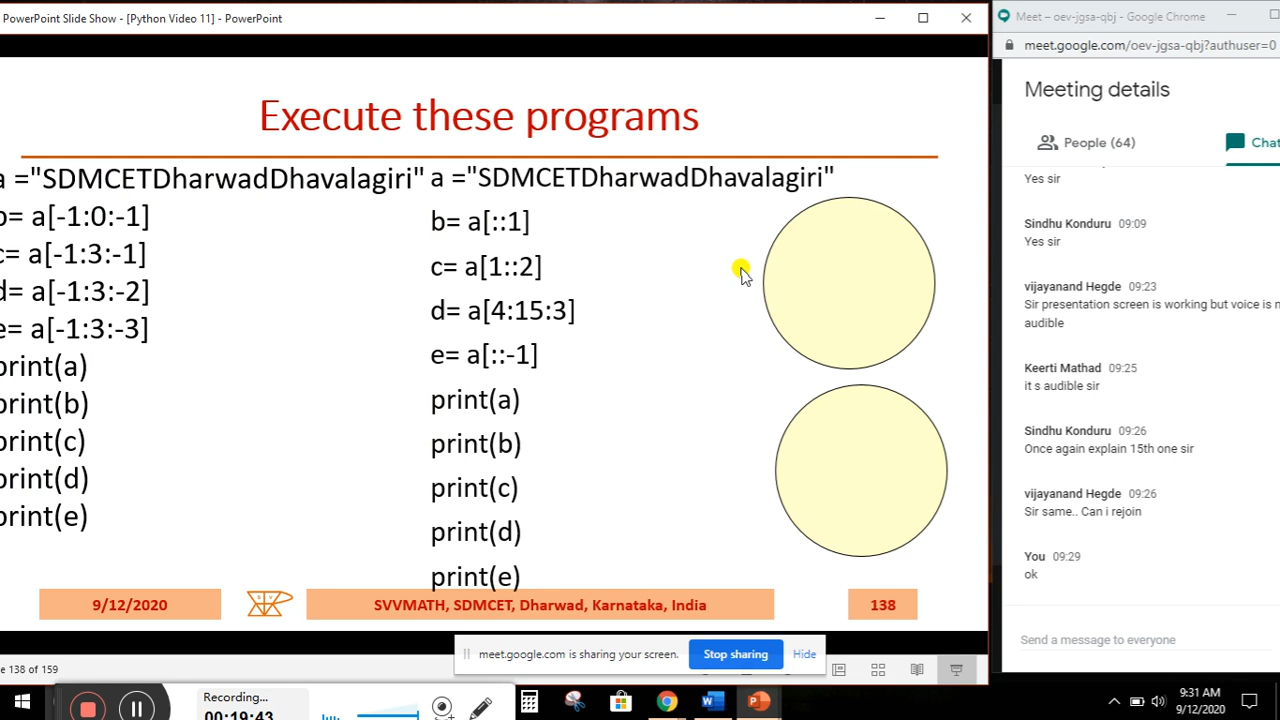 PowerPoint Slide Show - [Python Video 11] - PowerPoint
Execute these programs
a ="SDMCETDharwadDhavalagiri"
b= a[-1:0:-1]
c= a[-1:3:-1]
d= a[-1:3:-2]
e= a[-1:3:-3]
print(a)
print(b)
print(c)
print(d)
print(e)
a ="SDMCETDharwadDhavalagiri"
b= a[::1]
c= a[1::2]
d= a[4:15:3]
e= a[::-1]
print(a)
print(b)
print(c)
print(d)
print(e)
9/12/2020
SVVMATH, SDMCET, Dharwad, Karnataka, India
138
meet.google.com is sharing your screen.
Stop sharing
Hide
138 of 159
Recording...
00:19:43
Meet – oev-jgsa-qbj - Google Chrome
meet.google.com/oev-jgsa-qbj?authuser=0
Meeting details
People (64)
Chat
Yes sir
Sindhu Konduru 09:09
Yes sir
vijayanand Hegde 09:23
Sir presentation screen is working but voice is
audible
Keerti Mathad 09:25
it s audible sir
Sindhu Konduru 09:26
Once again explain 15th one sir
vijayanand Hegde 09:26
Sir same.. Can i rejoin
You 09:29
ok
Send a message to everyone
9:31 AM
9/12/2020